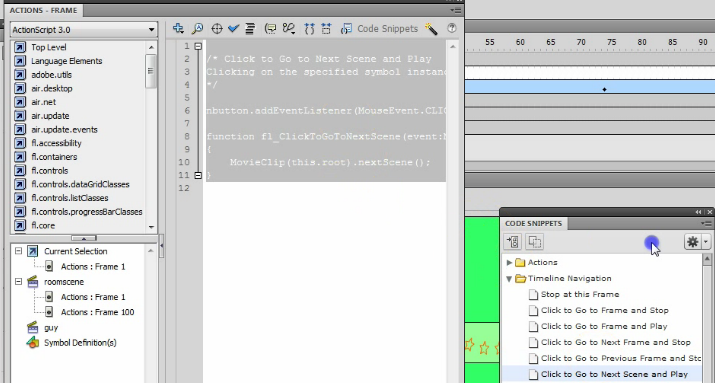 ACTIONS - FRAME
ActionScript 3.0
Code Snippets
Top Level
Language Elements
adobe.utils
air.desktop
air.net
air.update
air.update.events
fl.accessibility
fl.containers
fl.controls
fl.controls.dataGridClasses
fl.controls.listClasses
fl.controls.progressBarClasses
fl.core
Current Selection
Actions : Frame 1
roomscene
Actions : Frame 1
Actions : Frame 100
guy
Symbol Definition(s)
1
2 /* Click to Go to Next Scene and Play
3 Clicking on the specified symbol instan
4 */
5
6 nbutton.addEventListener(MouseEvent.CLIC
7
8 function fl_ClickToGoToNextScene(event:
9 {
10 MovieClip(this.root).nextScene();
11 }
12
55 60 65 70 75 80 85 90
CODE SNIPPETS
Actions
Timeline Navigation
Stop at this Frame
Click to Go to Frame and Stop
Click to Go to Frame and Play
Click to Go to Next Frame and Stop
Click to Go to Previous Frame and Sto
Click to Go to Next Scene and Play